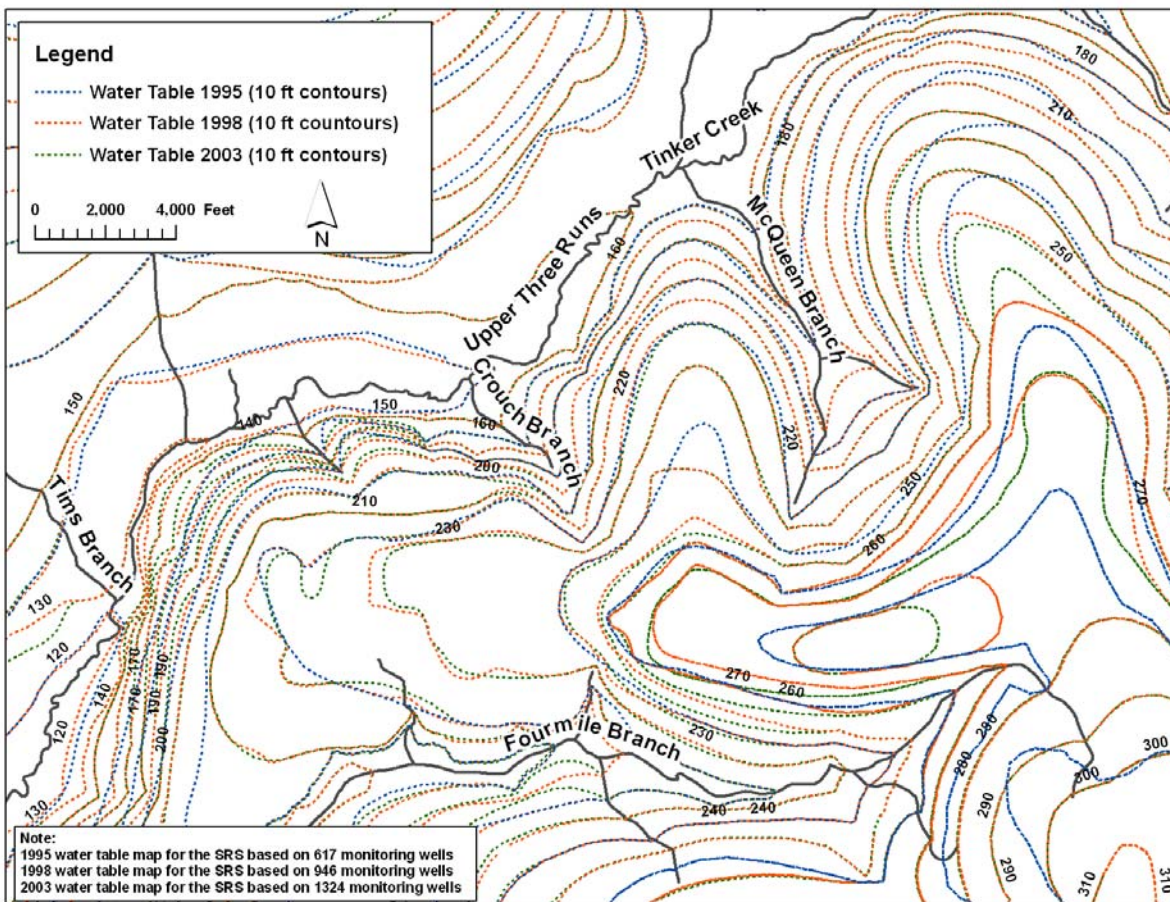 Legend
Water Table 1995 (10 ft contours)
Water Table 1998 (10 ft countours)
Water Table 2003 (10 ft contours)
0 2,000 4,000 Feet
N
180
Tinker Creek
180
210
McQueen Branch
Upper Three Runs
160
250
150
Crouch Branch
220
150
140
160
220
200
250
210
270
230
260
Tims Branch
130
120
170
190
140
270
260
120
170
190
200
230
Fourmile Branch
280
280
300
300
290
240
240
130
290
310
310
Note:
1995 water table map for the SRS based on 617 monitoring wells
1998 water table map for the SRS based on 946 monitoring wells
2003 water table map for the SRS based on 1324 monitoring wells